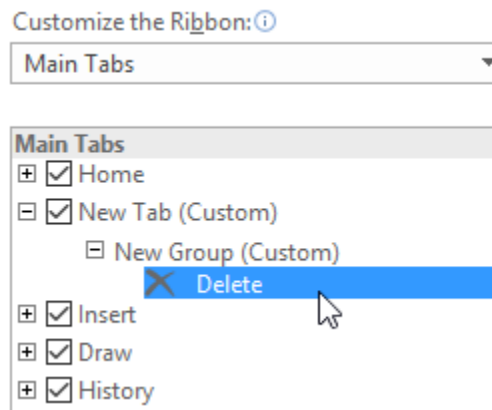 Customize the Ribbon:
Main Tabs
Main Tabs
Home
New Tab (Custom)
New Group (Custom)
Delete
Insert
Draw
History